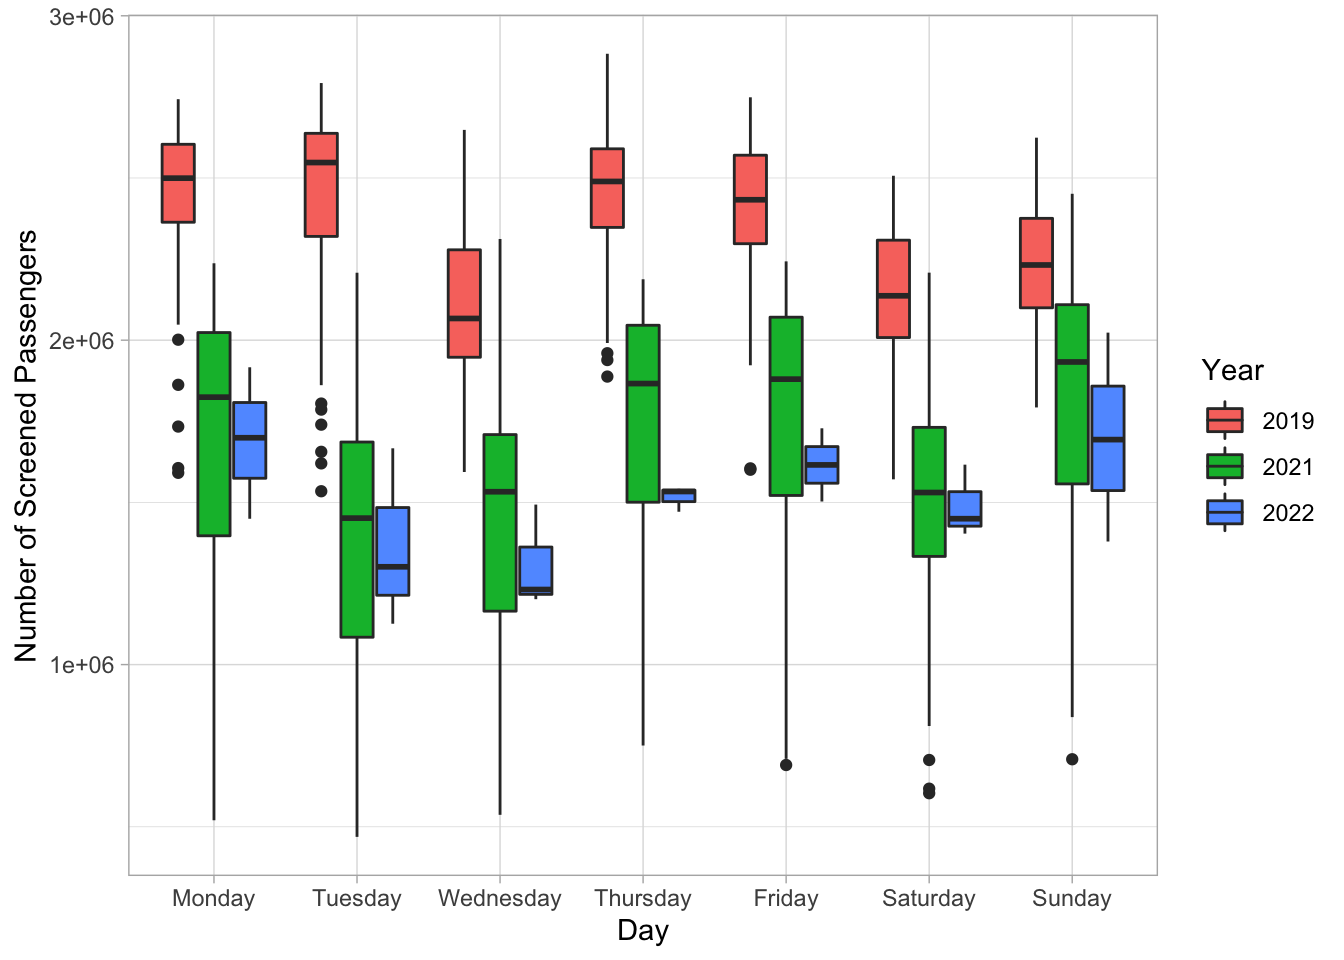 Number of Screened Passengers
3e+06
2e+06
1e+06
Monday Tuesday Wednesday Thursday Friday Saturday Sunday
Day
Year
2019
2021
2022